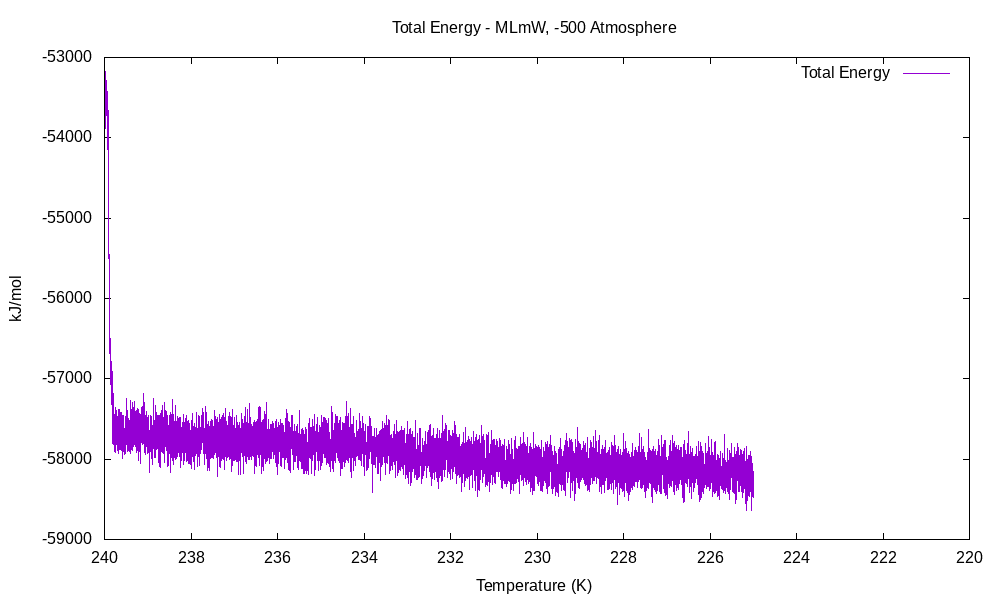 Total Energy - MLmW, -500 Atmosphere
Total Energy
-53000
-54000
-55000
-56000
-57000
-58000
-59000
kJ/mol
240 238 236 234 232 230 228 226 224 222 220
Temperature (K)